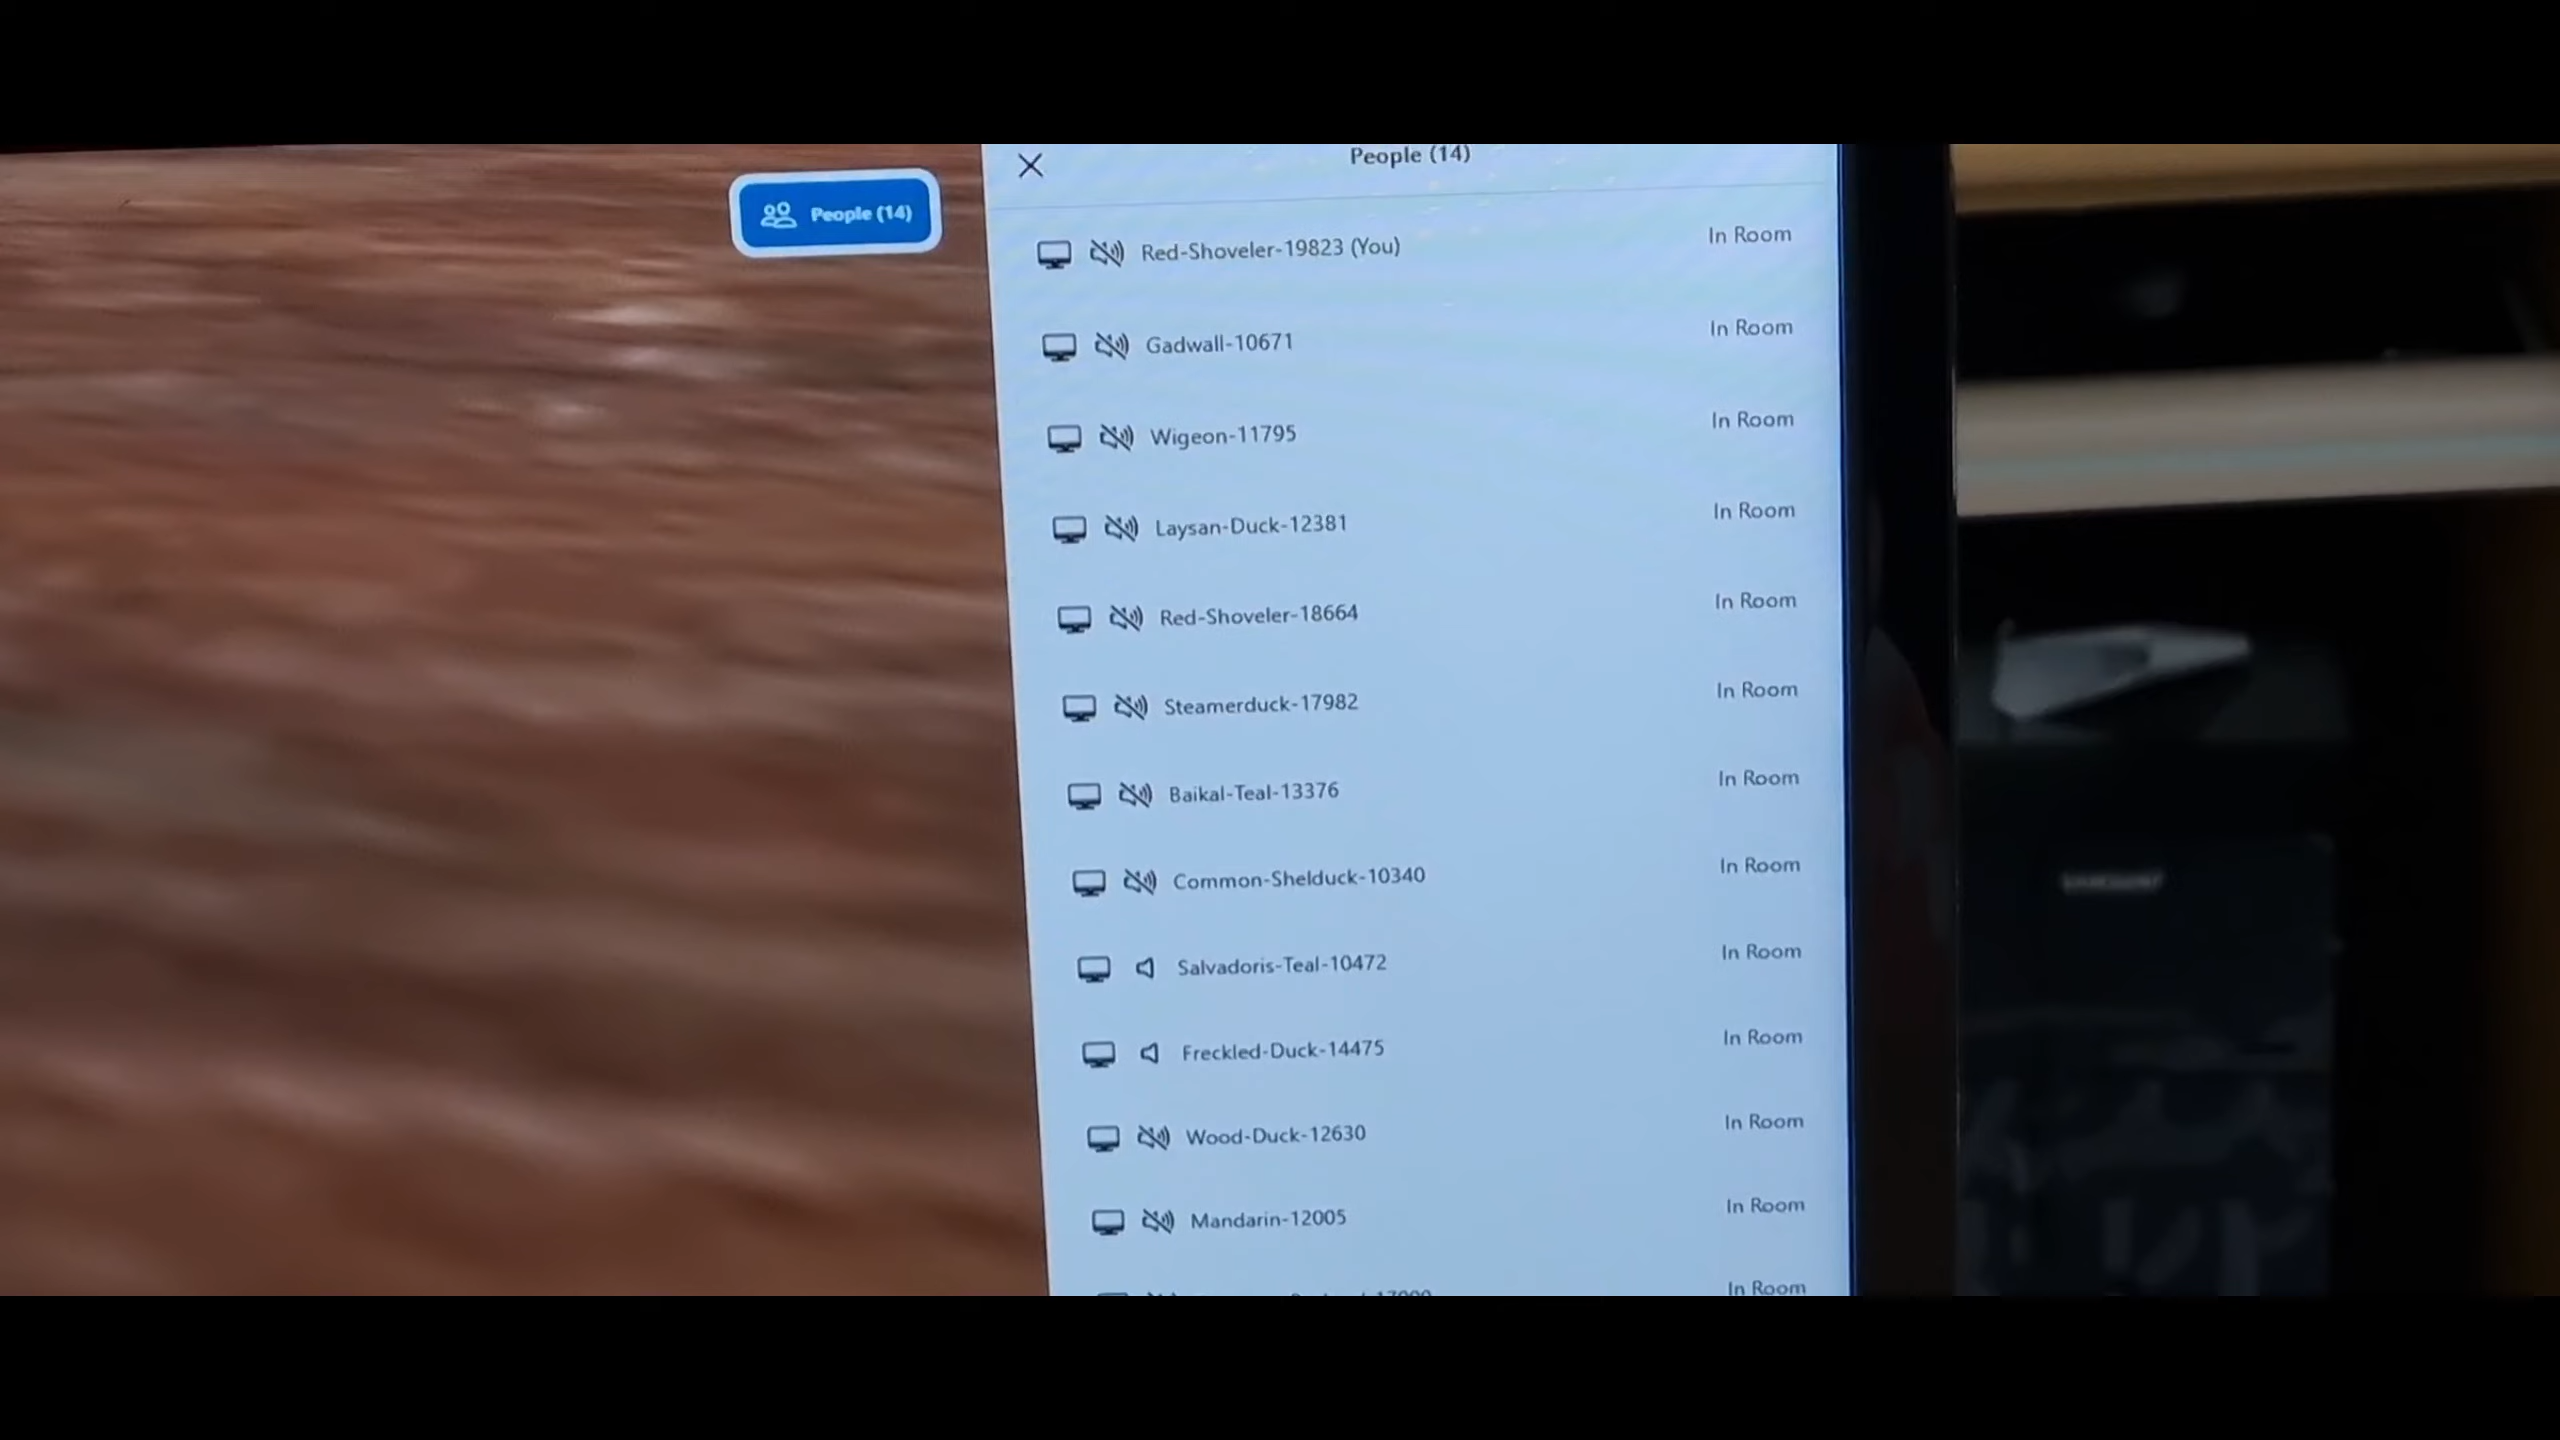 People (14)
People (14)
Red-Shoveler-19823 (You) In Room
Gadwall-10671 In Room
Wigeon-11795 In Room
Laysan-Duck-12381 In Room
Red-Shoveler-18664 In Room
Steamerduck-17982 In Room
Baikal-Teal-13376 In Room
Common-Shelduck-10340 In Room
Salvadoris-Teal-10472 In Room
Freckled-Duck-14475 In Room
Wood-Duck-12630 In Room
Mandarin-12005 In Room
In Room